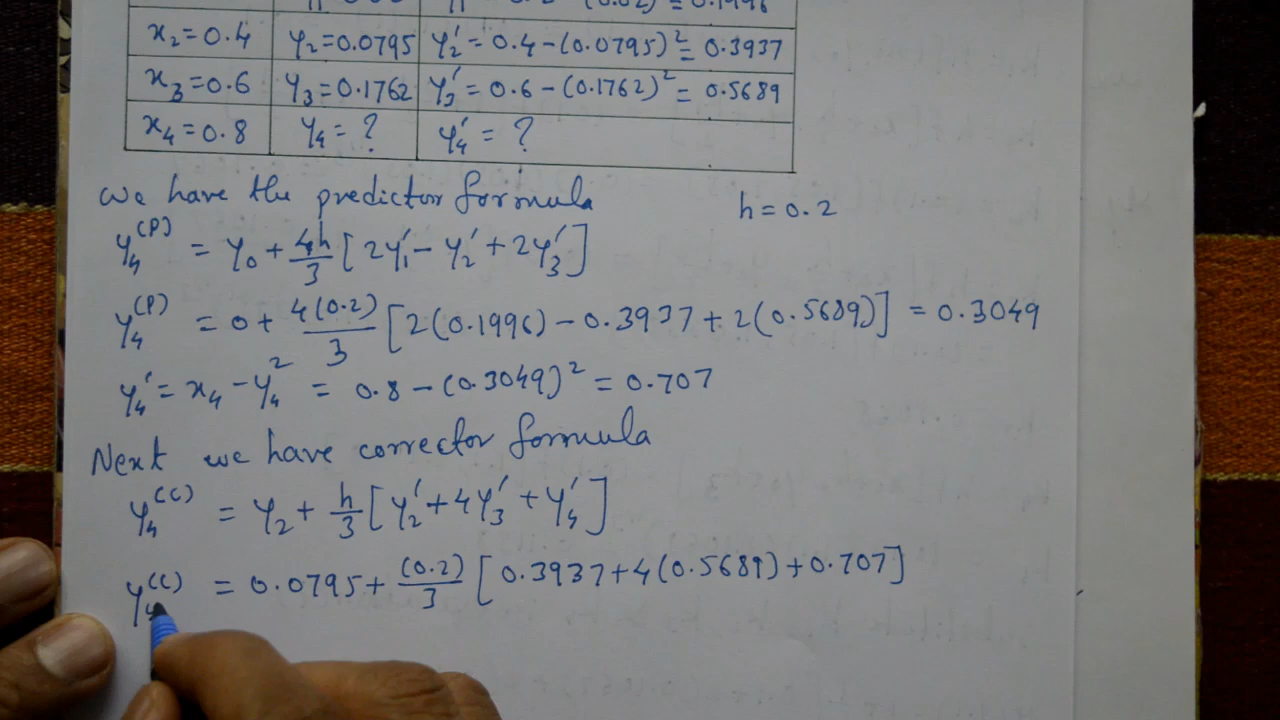 (0.02) = 0.1996
x₂=0.4 y₂=0.0795 y₂′= 0.4-(0.0795)²= 0.3937
x₃=0.6 y₃=0.1762 y₃′= 0.6-(0.1762)²= 0.5689
x₄=0.8 y₄=? y₄′=?
we have the predictor formula h=0.2
y₄⁽ᴾ⁾ = y₀ + 4h/3 [2y₁′- y₂′+2y₃′]
y₄⁽ᴾ⁾ = 0+ 4(0.2)/3 [2(0.1996)-0.3937+2(0.5689)] = 0.3049
y₄′= x₄-y₄² = 0.8-(0.3049)² = 0.707
Next we have corrector formula
y₄⁽ᶜ⁾ = y₂+ h/3 [y₂′+4y₃′+y₄′]
y₄⁽ᶜ⁾ = 0.0795+ (0.2)/3 [0.3937+4(0.5689)+0.707]